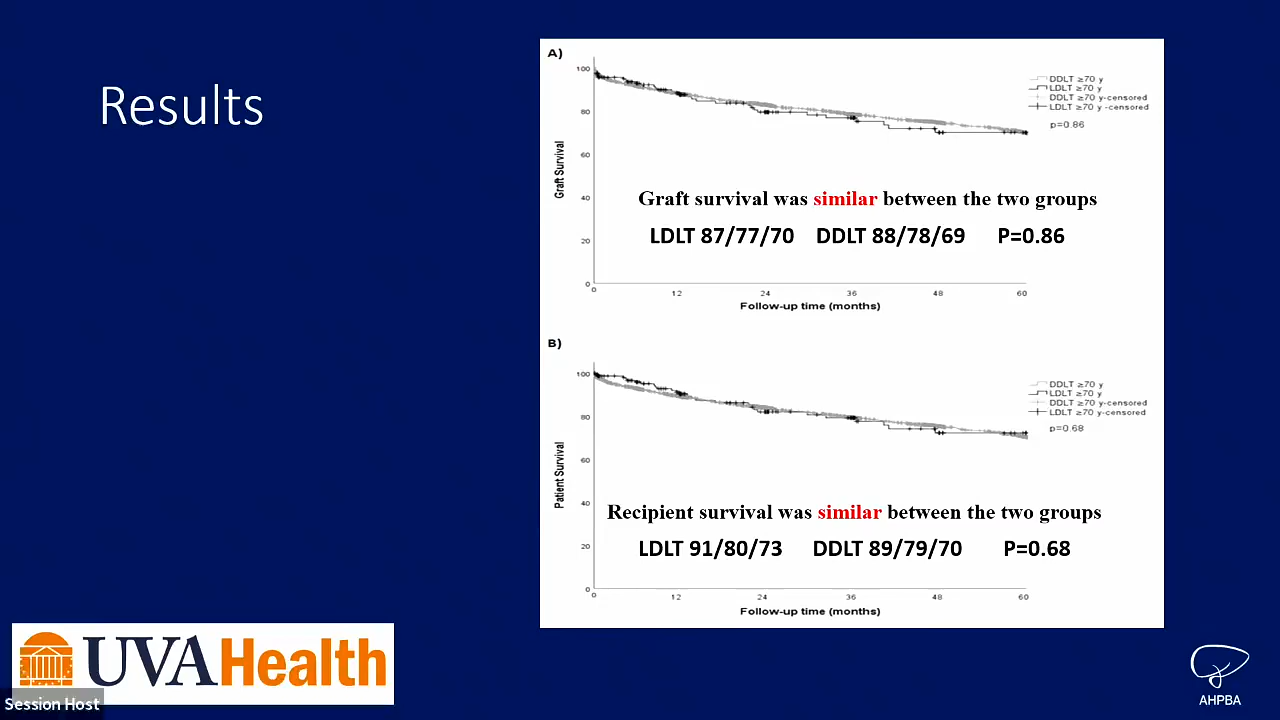 Results
A)
100
80
60
40
20
0
Graft Survival
0 12 24 36 48 60
Follow-up time (months)
DDLT ≥70 y
LDLT ≥70 y
DDLT ≥70 y-censored
LDLT ≥70 y -censored
p=0.86
Graft survival was similar between the two groups
LDLT 87/77/70 DDLT 88/78/69 P=0.86
B)
100
80
60
40
20
0
Patient Survival
0 12 24 36 48 60
Follow-up time (months)
DDLT ≥70 y
LDLT ≥70 y
DDLT ≥70 y-censored
LDLT ≥70 y-censored
p=0.68
Recipient survival was similar between the two groups
LDLT 91/80/73 DDLT 89/79/70 P=0.68
UVAHealth
Session Host
AHPBA